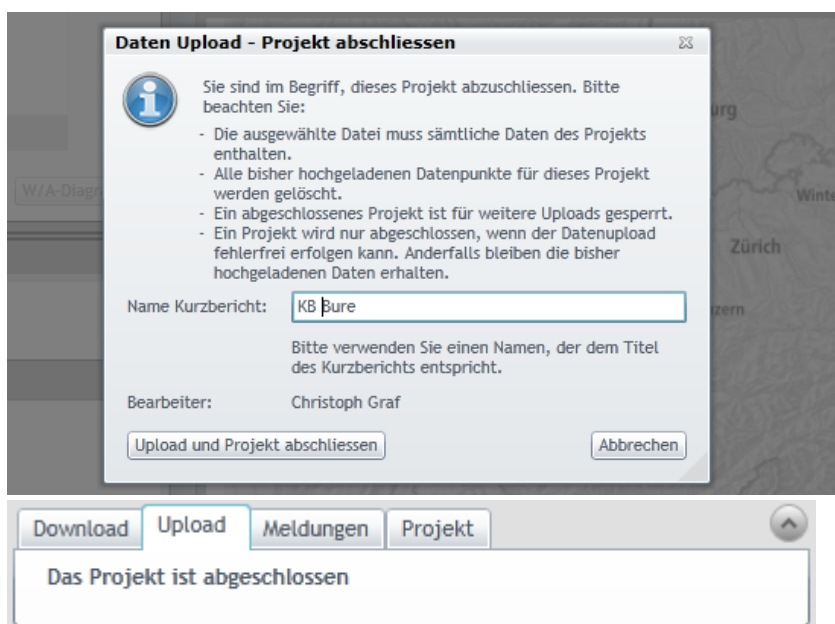 Daten Upload - Projekt abschliessen
Sie sind im Begriff, dieses Projekt abzuschliessen. Bitte
beachten Sie:
- Die ausgewählte Datei muss sämtliche Daten des Projekts
enthalten.
- Alle bisher hochgeladenen Datenpunkte für dieses Projekt
werden gelöscht.
- Ein abgeschlossenes Projekt ist für weitere Uploads gesperrt.
- Ein Projekt wird nur abgeschlossen, wenn der Datenupload
fehlerfrei erfolgen kann. Anderfalls bleiben die bisher
hochgeladenen Daten erhalten.
Name Kurzbericht: KB Bure
Bitte verwenden Sie einen Namen, der dem Titel
des Kurzberichts entspricht.
Bearbeiter: Christoph Graf
Upload und Projekt abschliessen Abbrechen
W/A-Diagr
urg
Winte
Zürich
zern
Download Upload Meldungen Projekt
Das Projekt ist abgeschlossen